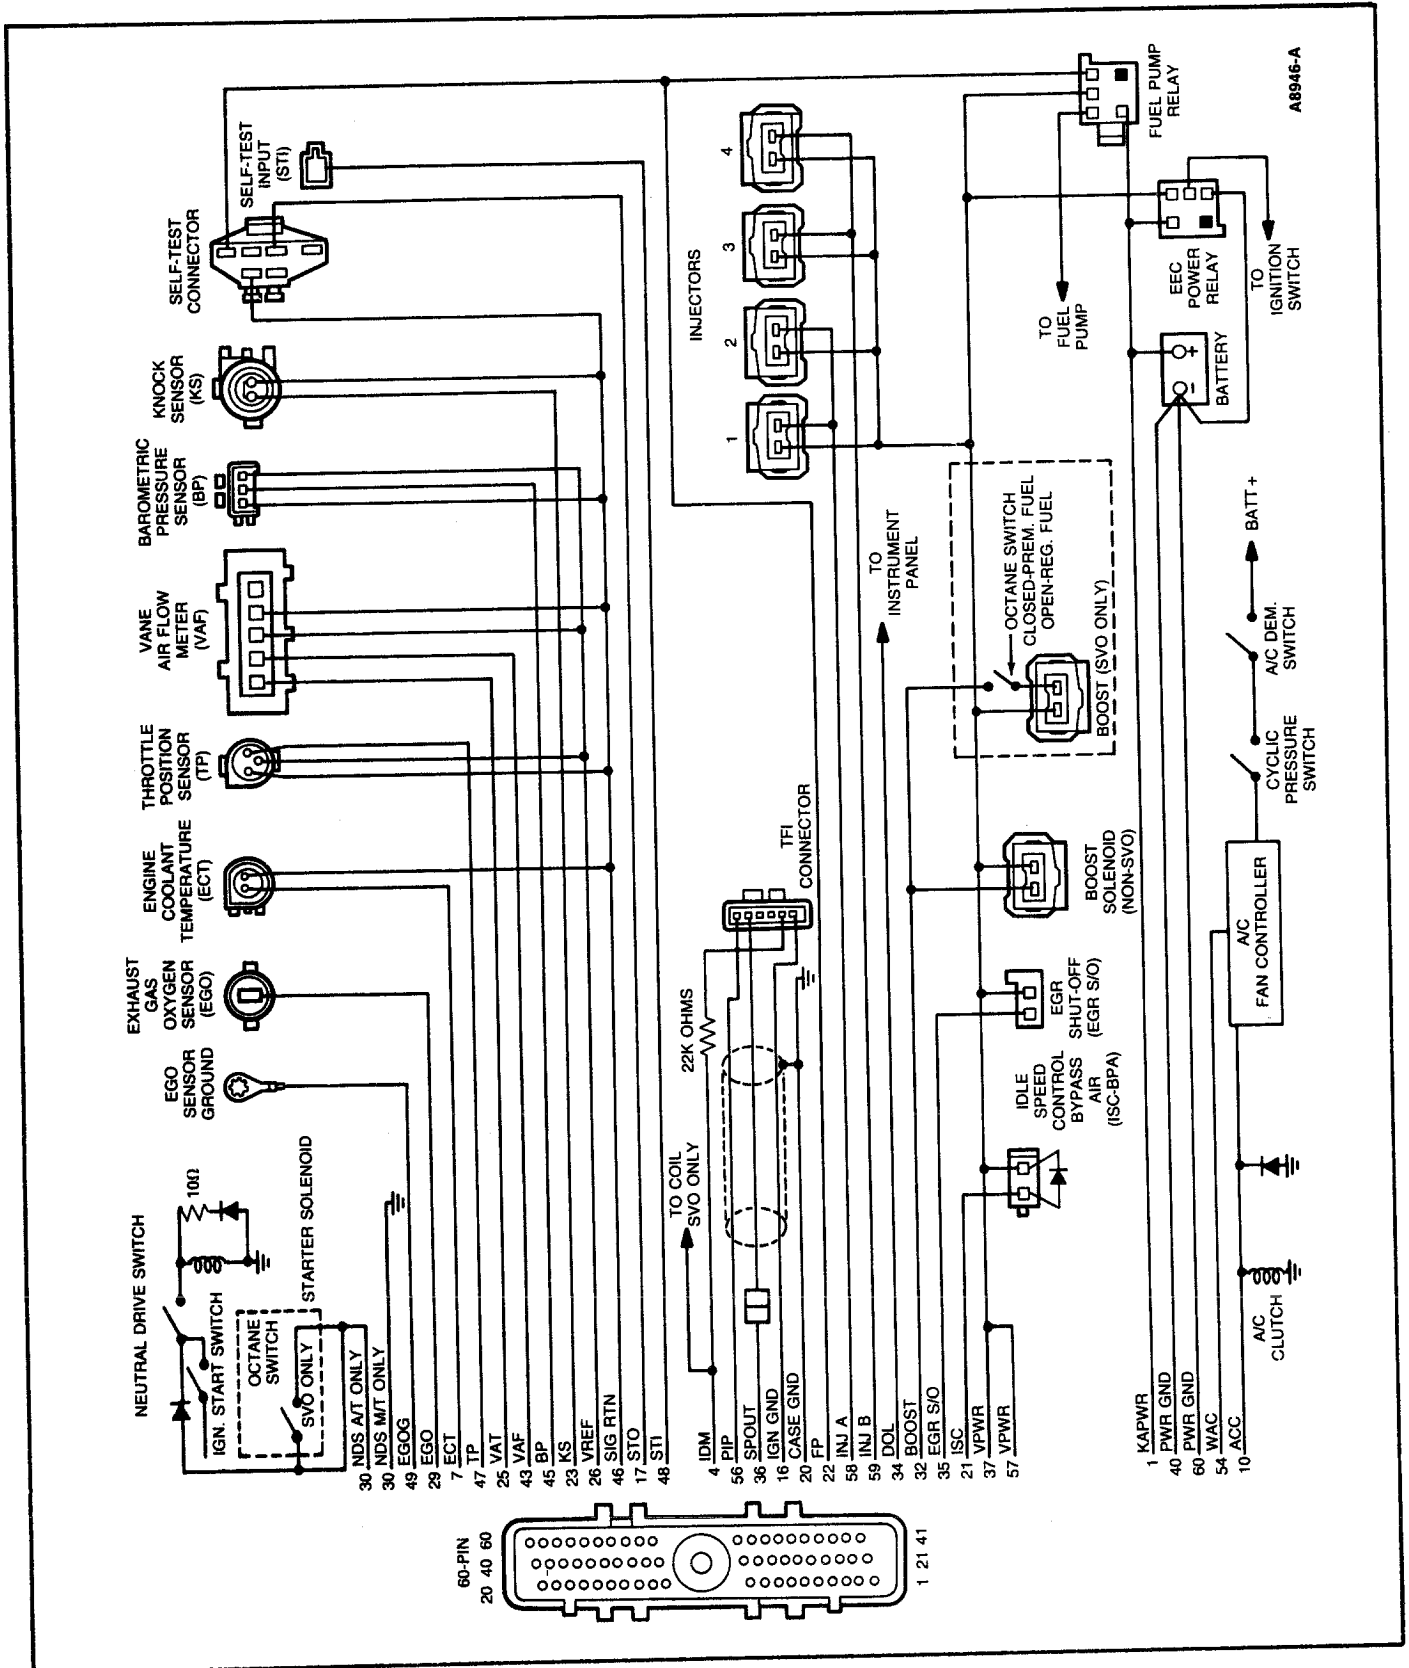 NEUTRAL DRIVE SWITCH
10Ω
IGN. START SWITCH
OCTANE
SWITCH
SVO ONLY
STARTER SOLENOID
EGO
SENSOR
GROUND
EXHAUST
GAS
OXYGEN
SENSOR
(EGO)
ENGINE
COOLANT
TEMPERATURE
(ECT)
THROTTLE
POSITION
SENSOR
(TP)
VANE
AIR FLOW
METER
(VAF)
BAROMETRIC
PRESSURE
SENSOR
(BP)
KNOCK
SENSOR
(KS)
SELF-TEST
CONNECTOR
SELF-TEST
INPUT
(STI)
30 NDS A/T ONLY
30 NDS M/T ONLY
49 EGOG
29 EGO
7 ECT
47 TP
25 VAT
43 VAF
45 BP
23 KS
26 VREF
46 SIG RTN
17 STO
48 STI
4 IDM
56 PIP
36 SPOUT
16 IGN GND
20 CASE GND
22 FP
58 INJ A
59 INJ B
34 DOL
32 BOOST
35 EGR S/O
21 ISC
37 VPWR
57 VPWR
1 KAPWR
40 PWR GND
60 PWR GND
54 WAC
10 ACC
60-PIN
20 40 60
1 21 41
TO COIL
SVO ONLY
22K OHMS
TFI
CONNECTOR
INJECTORS
1
2
3
4
TO
INSTRUMENT
PANEL
OCTANE SWITCH
CLOSED-PREM. FUEL
OPEN-REG. FUEL
BOOST (SVO ONLY)
BOOST
SOLENOID
(NON-SVO)
EGR
SHUT-OFF
(EGR S/O)
IDLE
SPEED
CONTROL
BYPASS
AIR
(ISC-BPA)
TO
FUEL
PUMP
FUEL PUMP
RELAY
EEC
POWER
RELAY
TO
IGNITION
SWITCH
+
-
BATTERY
BATT +
A/C DEM.
SWITCH
CYCLIC
PRESSURE
SWITCH
A/C
FAN CONTROLLER
A/C
CLUTCH
A8946-A